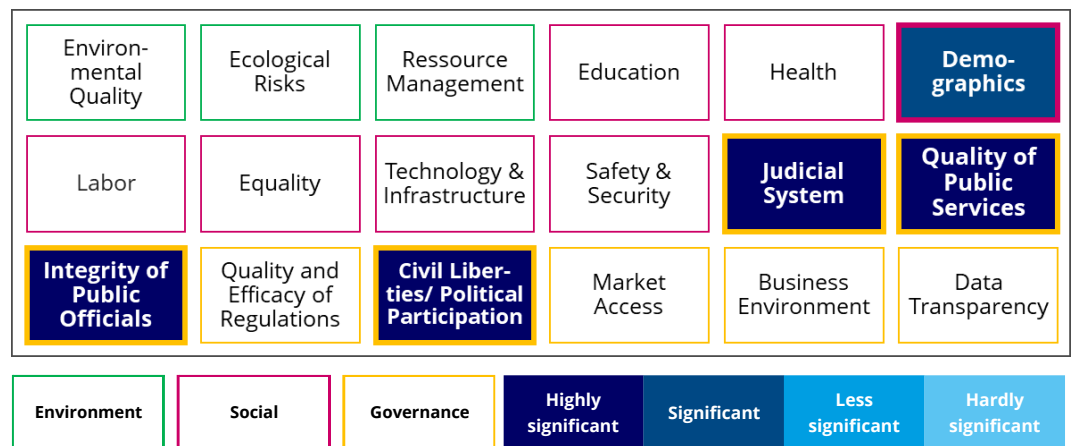 Environ-
mental
Quality
Ecological
Risks
Ressource
Management
Education
Health
Demo-
graphics
Labor
Equality
Technology &
Infrastructure
Safety &
Security
Judicial
System
Quality of
Public
Services
Integrity of
Public
Officials
Quality and
Efficacy of
Regulations
Civil Liber-
ties/ Political
Participation
Market
Access
Business
Environment
Data
Transparency
Environment
Social
Governance
Highly
significant
Significant
Less
significant
Hardly
significant